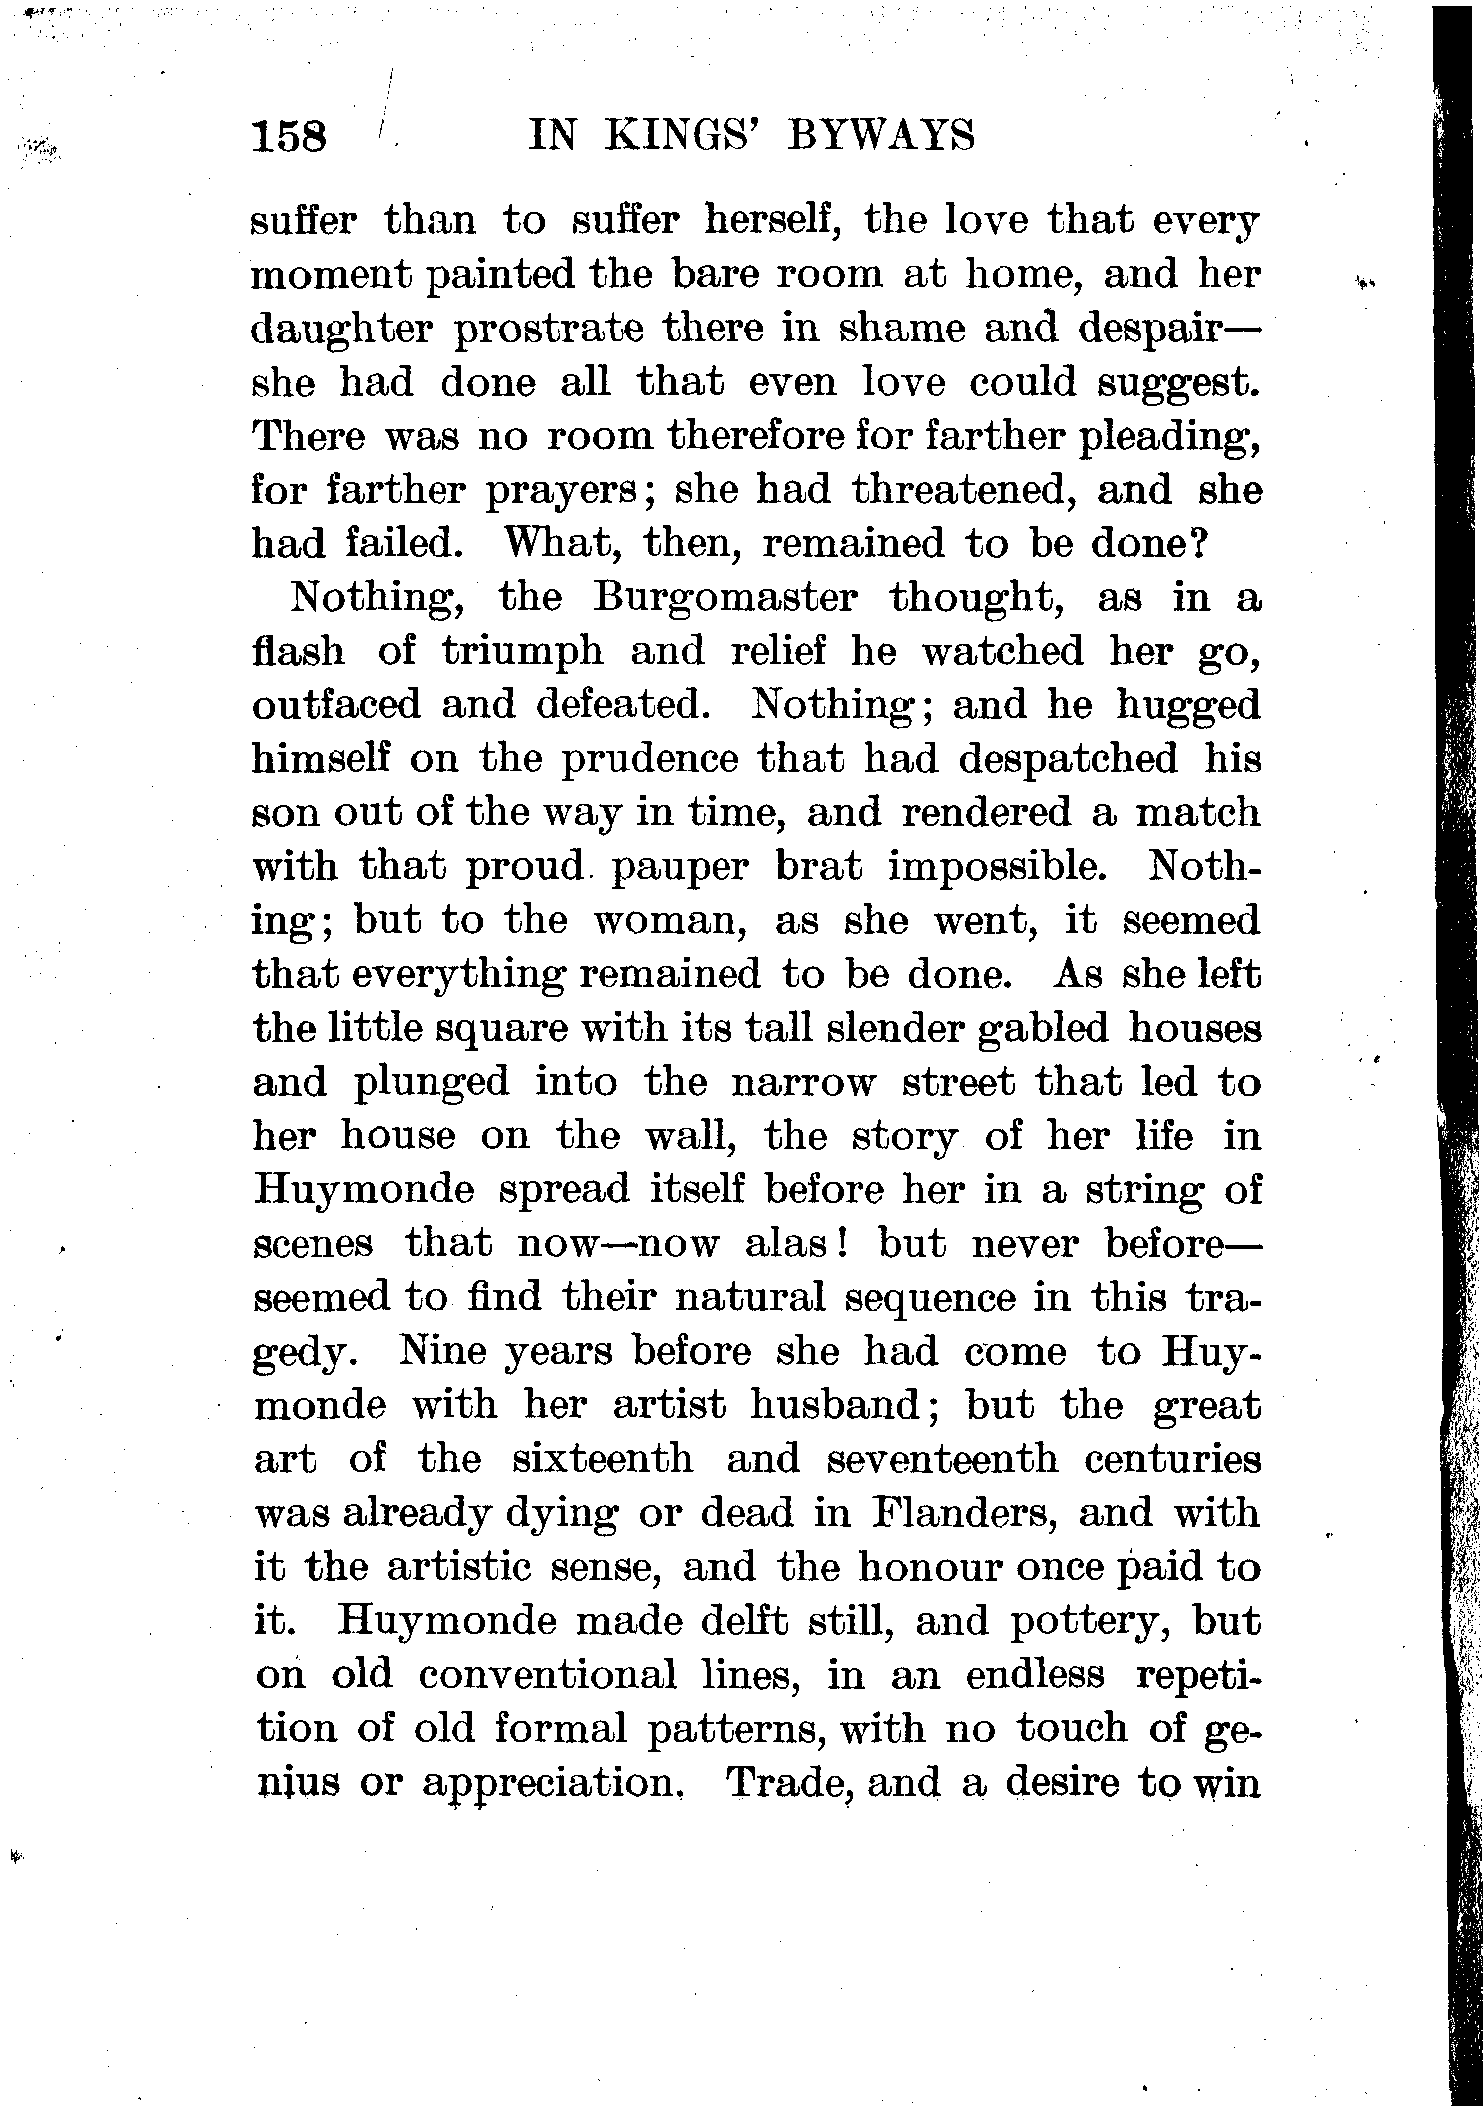 158 IN KINGS' BYWAYS
suffer than to suffer herself, the love that every
moment painted the bare room at home, and her
daughter prostrate there in shame and despair—
she had done all that even love could suggest.
There was no room therefore for farther pleading,
for farther prayers; she had threatened, and she
had failed. What, then, remained to be done?
Nothing, the Burgomaster thought, as in a
flash of triumph and relief he watched her go,
outfaced and defeated. Nothing; and he hugged
himself on the prudence that had despatched his
son out of the way in time, and rendered a match
with that proud pauper brat impossible. Noth-
ing; but to the woman, as she went, it seemed
that everything remained to be done. As she left
the little square with its tall slender gabled houses
and plunged into the narrow street that led to
her house on the wall, the story of her life in
Huymonde spread itself before her in a string of
scenes that now—now alas! but never before—
seemed to find their natural sequence in this tra-
gedy. Nine years before she had come to Huy-
monde with her artist husband; but the great
art of the sixteenth and seventeenth centuries
was already dying or dead in Flanders, and with
it the artistic sense, and the honour once paid to
it. Huymonde made delft still, and pottery, but
on old conventional lines, in an endless repeti-
tion of old formal patterns, with no touch of ge-
nius or appreciation. Trade, and a desire to win